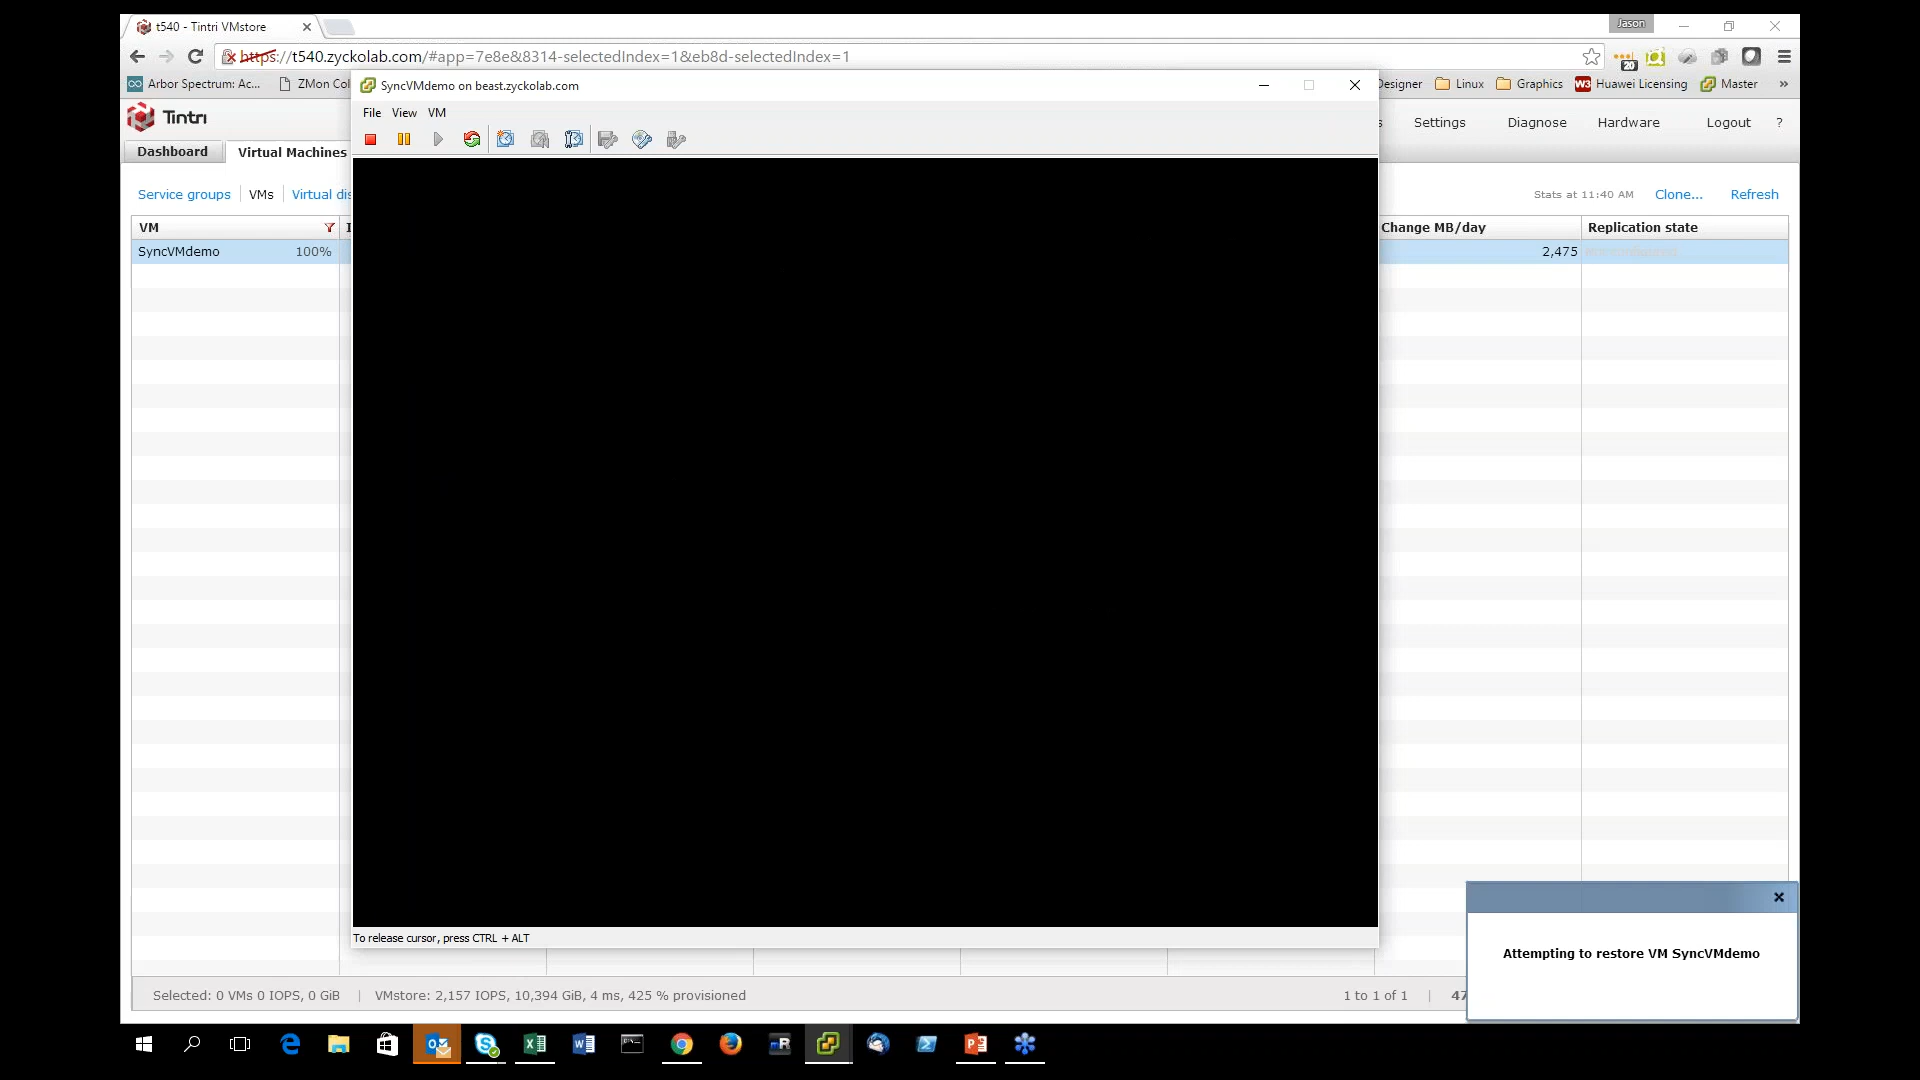 t540 - Tintri VMstore
Jason
https://t540.zyckolab.com/#app=7e8e&8314-selectedIndex=1&eb8d-selectedIndex=1
20
Arbor Spectrum: Ac...
ZMon Col
Designer
Linux
Graphics
W3
Huawei Licensing
Master
»
SyncVMdemo on beast.zyckolab.com
File View VM
Tintri
s
Settings
Diagnose
Hardware
Logout
?
Dashboard
Virtual Machines
Service groups
VMs
Virtual dis
Stats at 11:40 AM
Clone...
Refresh
VM
I
Change MB/day
Replication state
SyncVMdemo
100%
2,475
To release cursor, press CTRL + ALT
Attempting to restore VM SyncVMdemo
Selected: 0 VMs 0 IOPS, 0 GiB | VMstore: 2,157 IOPS, 10,394 GiB, 4 ms, 425 % provisioned
1 to 1 of 1 | 47